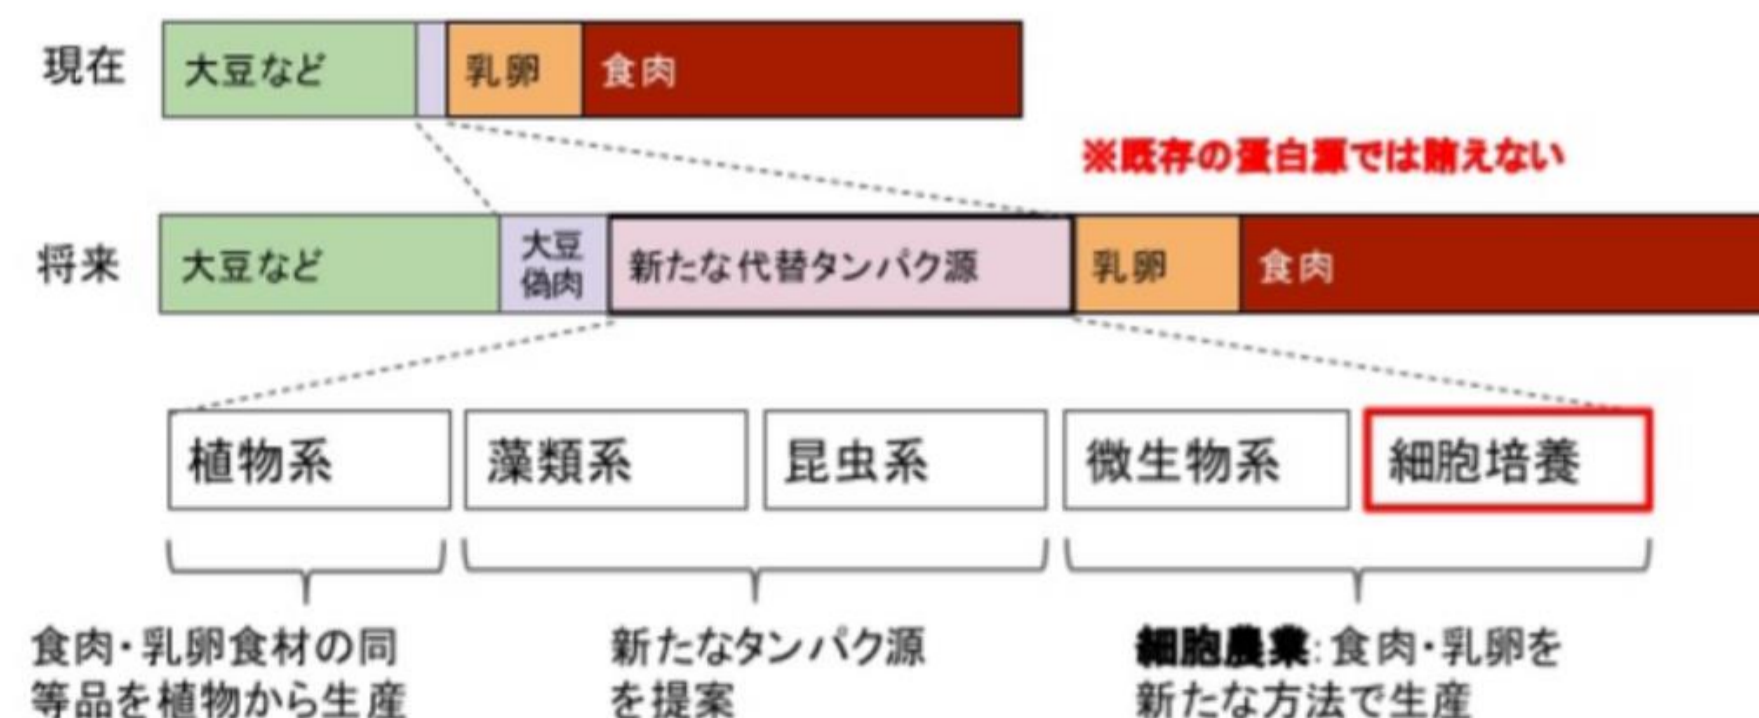 現在
大豆など
乳卵
食肉
※既存の蛋白源では賄えない
将来
大豆など
大豆
偽肉
新たな代替タンパク源
乳卵
食肉
植物系
藻類系
昆虫系
微生物系
細胞培養
食肉・乳卵食材の同
等品を植物から生産
新たなタンパク源
を提案
細胞農業:食肉・乳卵を
新たな方法で生産